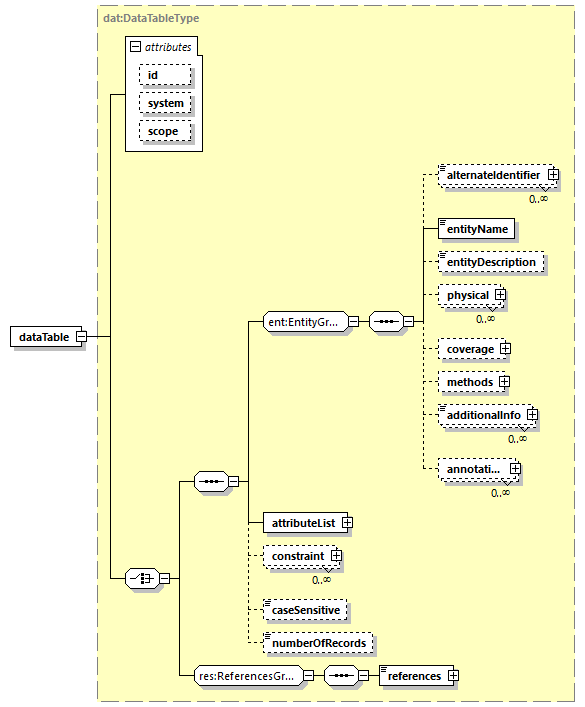 dat:DataTableType
attributes
id
system
scope
alternateIdentifier
0..∞
entityName
entityDescription
physical
0..∞
dataTable
ent:EntityGr...
coverage
methods
additionalInfo
0..∞
annotati...
0..∞
attributeList
constraint
0..∞
caseSensitive
numberOfRecords
res:ReferencesGr...
references